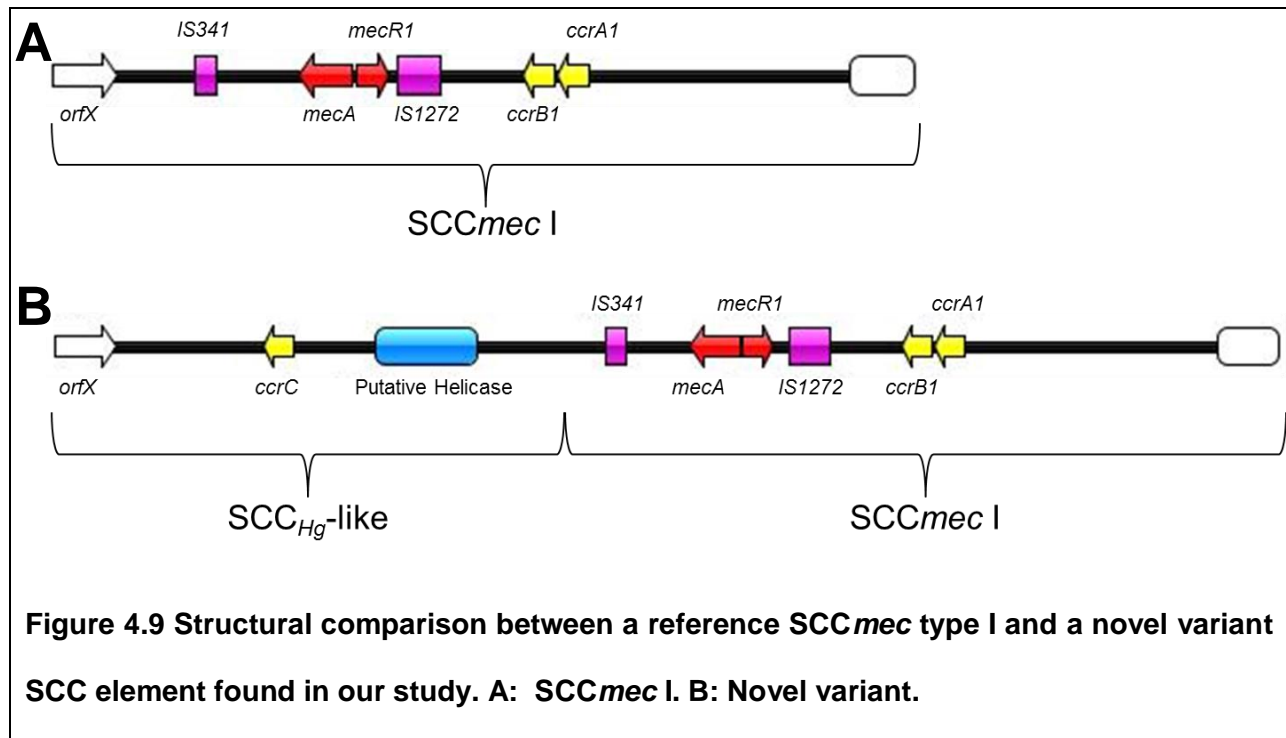 A
IS341 mecR1 ccrA1
orfX mecA IS1272 ccrB1
SCCmec I
B
IS341 mecR1 ccrA1
orfX ccrC Putative Helicase mecA IS1272 ccrB1
SCCHg-like SCCmec I
Figure 4.9 Structural comparison between a reference SCCmec type I and a novel variant
SCC element found in our study. A: SCCmec I. B: Novel variant.